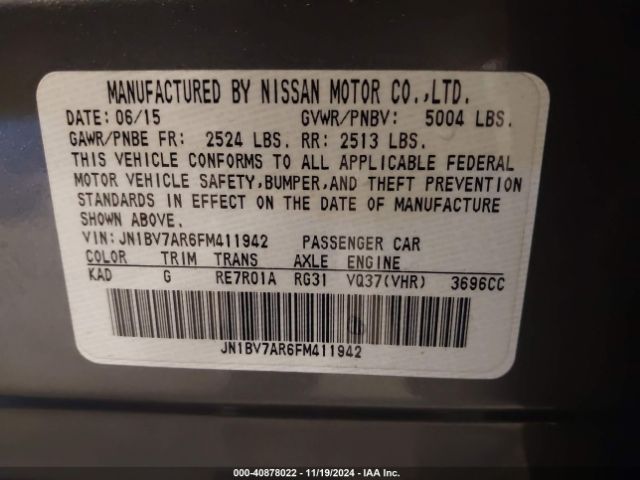 MANUFACTURED BY NISSAN MOTOR CO.,LTD.
DATE: 06/15 GVWR/PNBV: 5004 LBS.
GAWR/PNBE FR: 2524 LBS. RR: 2513 LBS.
THIS VEHICLE CONFORMS TO ALL APPLICABLE FEDERAL
MOTOR VEHICLE SAFETY,BUMPER,AND THEFT PREVENTION
STANDARDS IN EFFECT ON THE DATE OF MANUFACTURE
SHOWN ABOVE.
VIN: JN1BV7AR6FM411942 PASSENGER CAR
COLOR TRIM TRANS AXLE ENGINE
KAD G RE7R01A RG31 VQ37(VHR) 3696CC
JN1BV7AR6FM411942
000-40878022 - 11/19/2024 - IAA Inc.